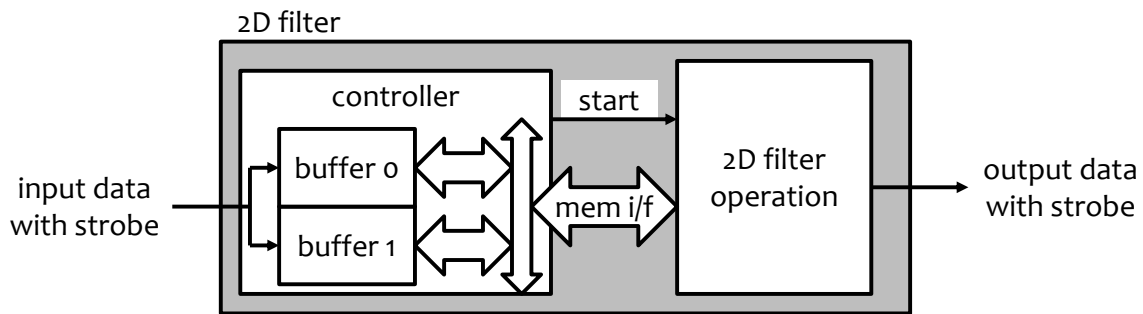 2D filter
controller
start
buffer 0
buffer 1
mem i/f
2D filter
operation
input data
with strobe
output data
with strobe